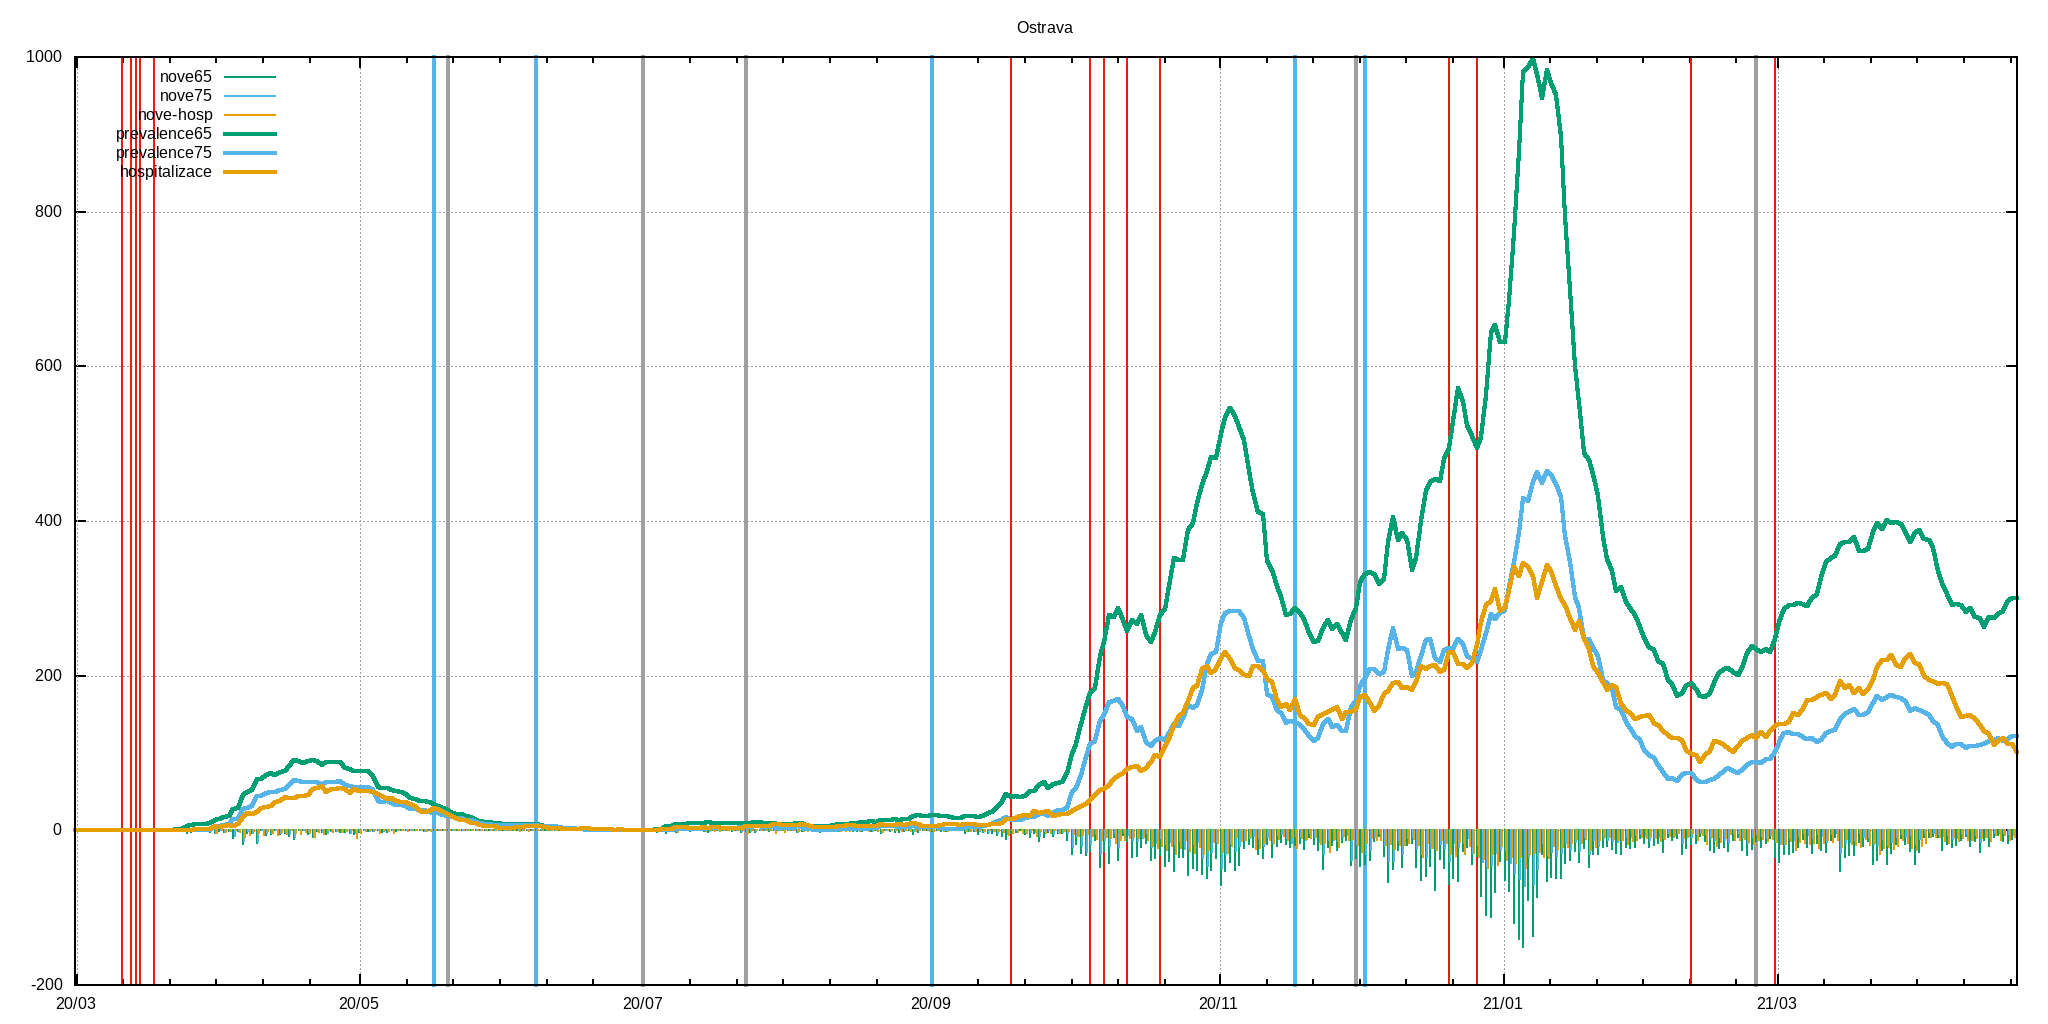 Ostrava
1000
800
600
400
200
0
-200
nove65
nove75
nove-hosp
prevalence65
prevalence75
hospitalizace
20/03 20/05 20/07 20/09 20/11 21/01 21/03